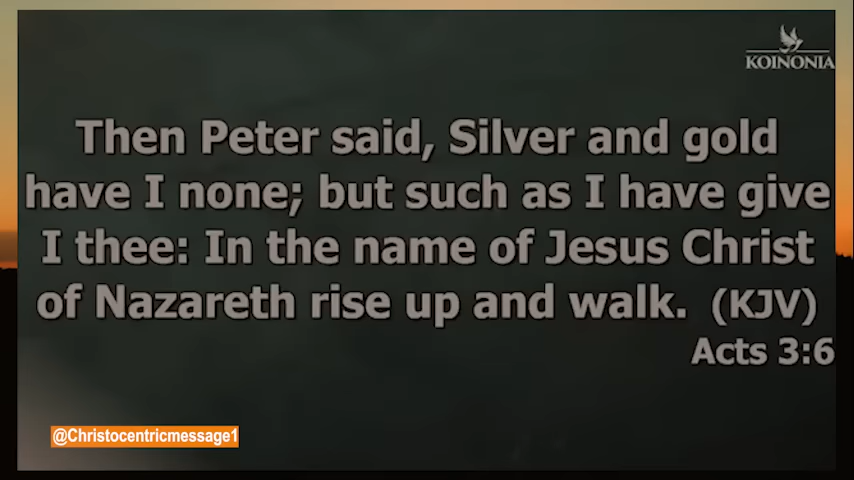 KOINONIA
Then Peter said, Silver and gold
have I none; but such as I have give
I thee: In the name of Jesus Christ
of Nazareth rise up and walk. (KJV)
Acts 3:6
@Christocentricmessage1